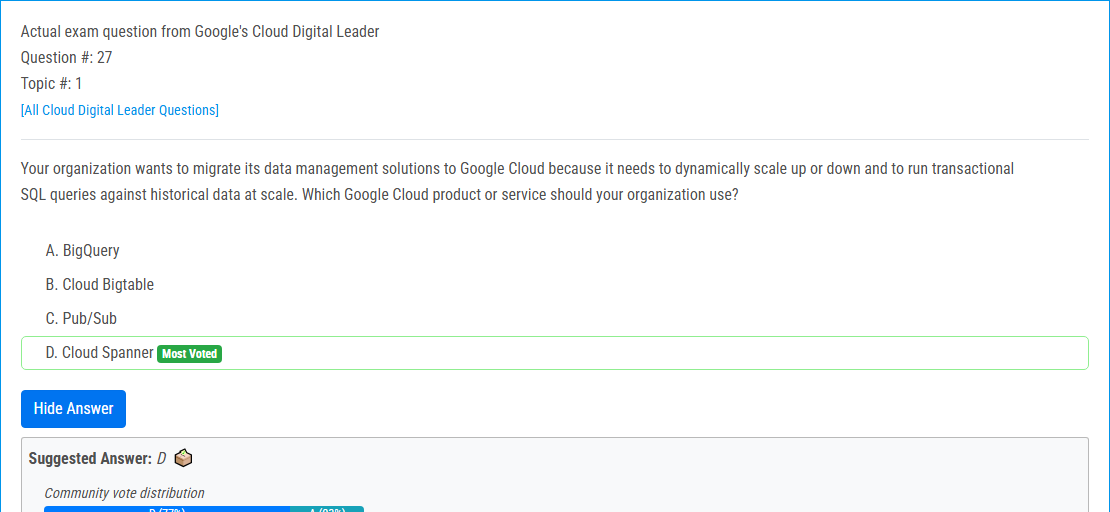 Actual exam question from Google's Cloud Digital Leader
Question #: 27
Topic #: 1
[All Cloud Digital Leader Questions]
Your organization wants to migrate its data management solutions to Google Cloud because it needs to dynamically scale up or down and to run transactional
SQL queries against historical data at scale. Which Google Cloud product or service should your organization use?
A. BigQuery
B. Cloud Bigtable
C. Pub/Sub
D. Cloud Spanner Most Voted
Hide Answer
Suggested Answer: D
Community vote distribution